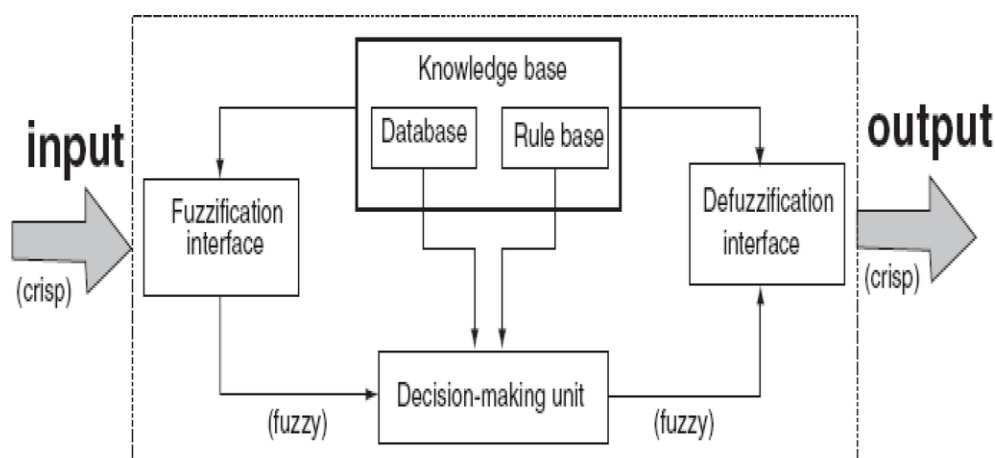 Knowledge base
Database
Rule base
input
output
Fuzzification
interface
Defuzzification
interface
(crisp)
(crisp)
Decision-making unit
(fuzzy)
(fuzzy)